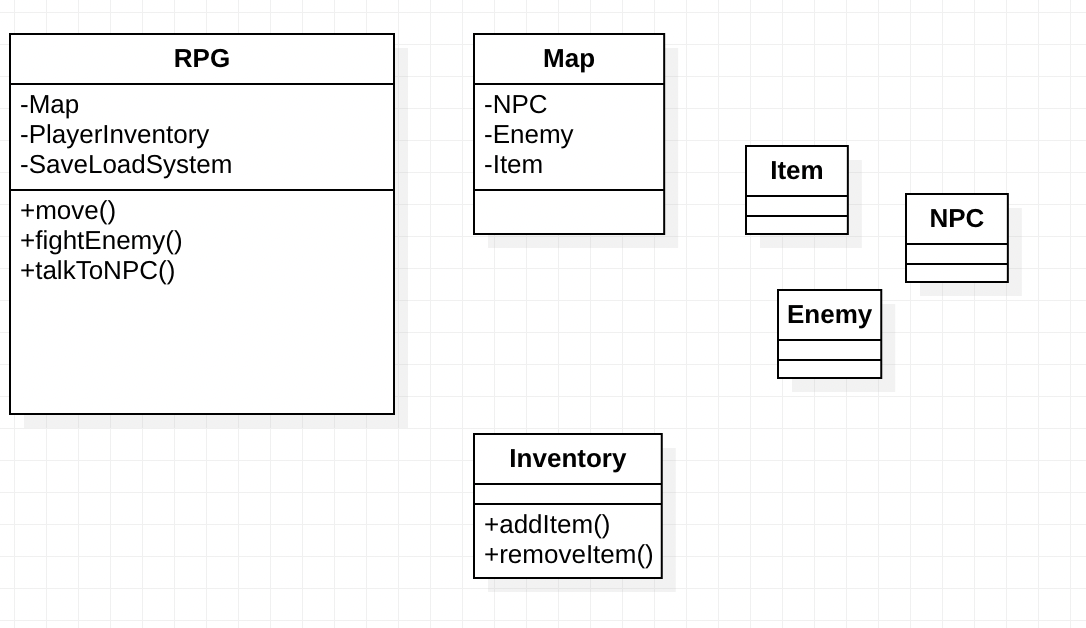 RPG
-Map
-PlayerInventory
-SaveLoadSystem
+move()
+fightEnemy()
+talkToNPC()
Map
-NPC
-Enemy
-Item
Item
NPC
Enemy
Inventory
+addItem()
+removeItem()